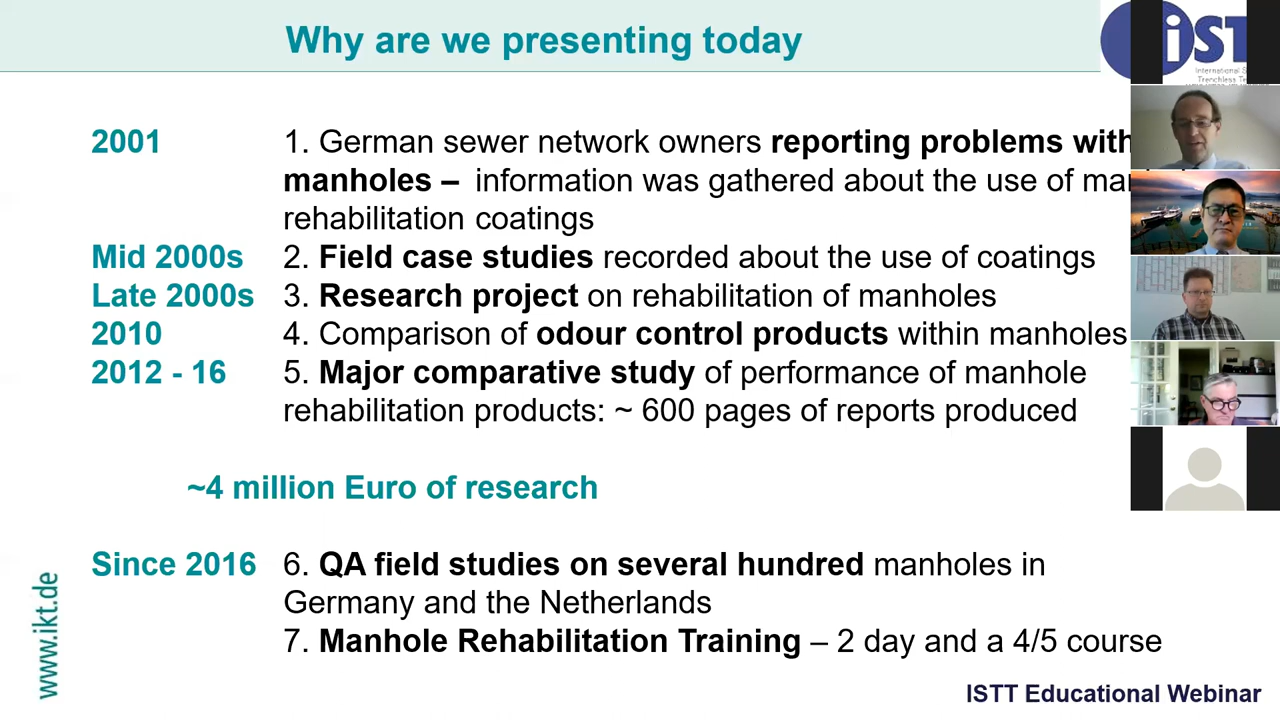 Why are we presenting today
iST
International S
Trenchless Te
2001 1. German sewer network owners reporting problems with
manholes – information was gathered about the use of ma
rehabilitation coatings
Mid 2000s 2. Field case studies recorded about the use of coatings
Late 2000s 3. Research project on rehabilitation of manholes
2010 4. Comparison of odour control products within manholes
2012 - 16 5. Major comparative study of performance of manhole
rehabilitation products: ~ 600 pages of reports produced
~4 million Euro of research
Since 2016 6. QA field studies on several hundred manholes in
Germany and the Netherlands
7. Manhole Rehabilitation Training – 2 day and a 4/5 course
www.ikt.de
ISTT Educational Webinar